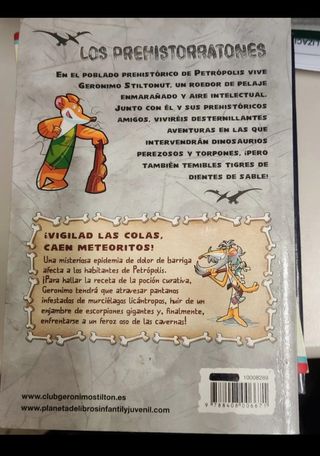 LOS PREHISTORRATONES
EN EL POBLADO PREHISTÓRICO DE PETRÓPOLIS VIVE
GERONIMO STILTONUT, UN ROEDOR DE PELAJE
ENMARAÑADO Y AIRE INTELECTUAL.
JUNTO CON ÉL Y SUS PREHISTÓRICOS
AMIGOS, VIVIRÉIS DESTERNILLANTES
AVENTURAS EN LAS QUE
INTERVENDRÁN DINOSAURIOS
PEREZOSOS Y TORPONES, ¡PERO
TAMBIÉN TEMIBLES TIGRES DE
DIENTES DE SABLE!
¡VIGILAD LAS COLAS,
CAEN METEORITOS!
Una misteriosa epidemia de dolor de barriga
afecta a los habitantes de Petrópolis.
¡Para hallar la receta de la poción curativa,
Geronimo tendrá que atravesar pantanos
infestados de murciélagos licántropos, huir de un
enjambre de escorpiones gigantes y, finalmente,
enfrentarse a un feroz oso de las cavernas!
10008269
9 788408 006671
www.clubgeronimostilton.es
www.planetadelibrosinfantilyjuvenil.com